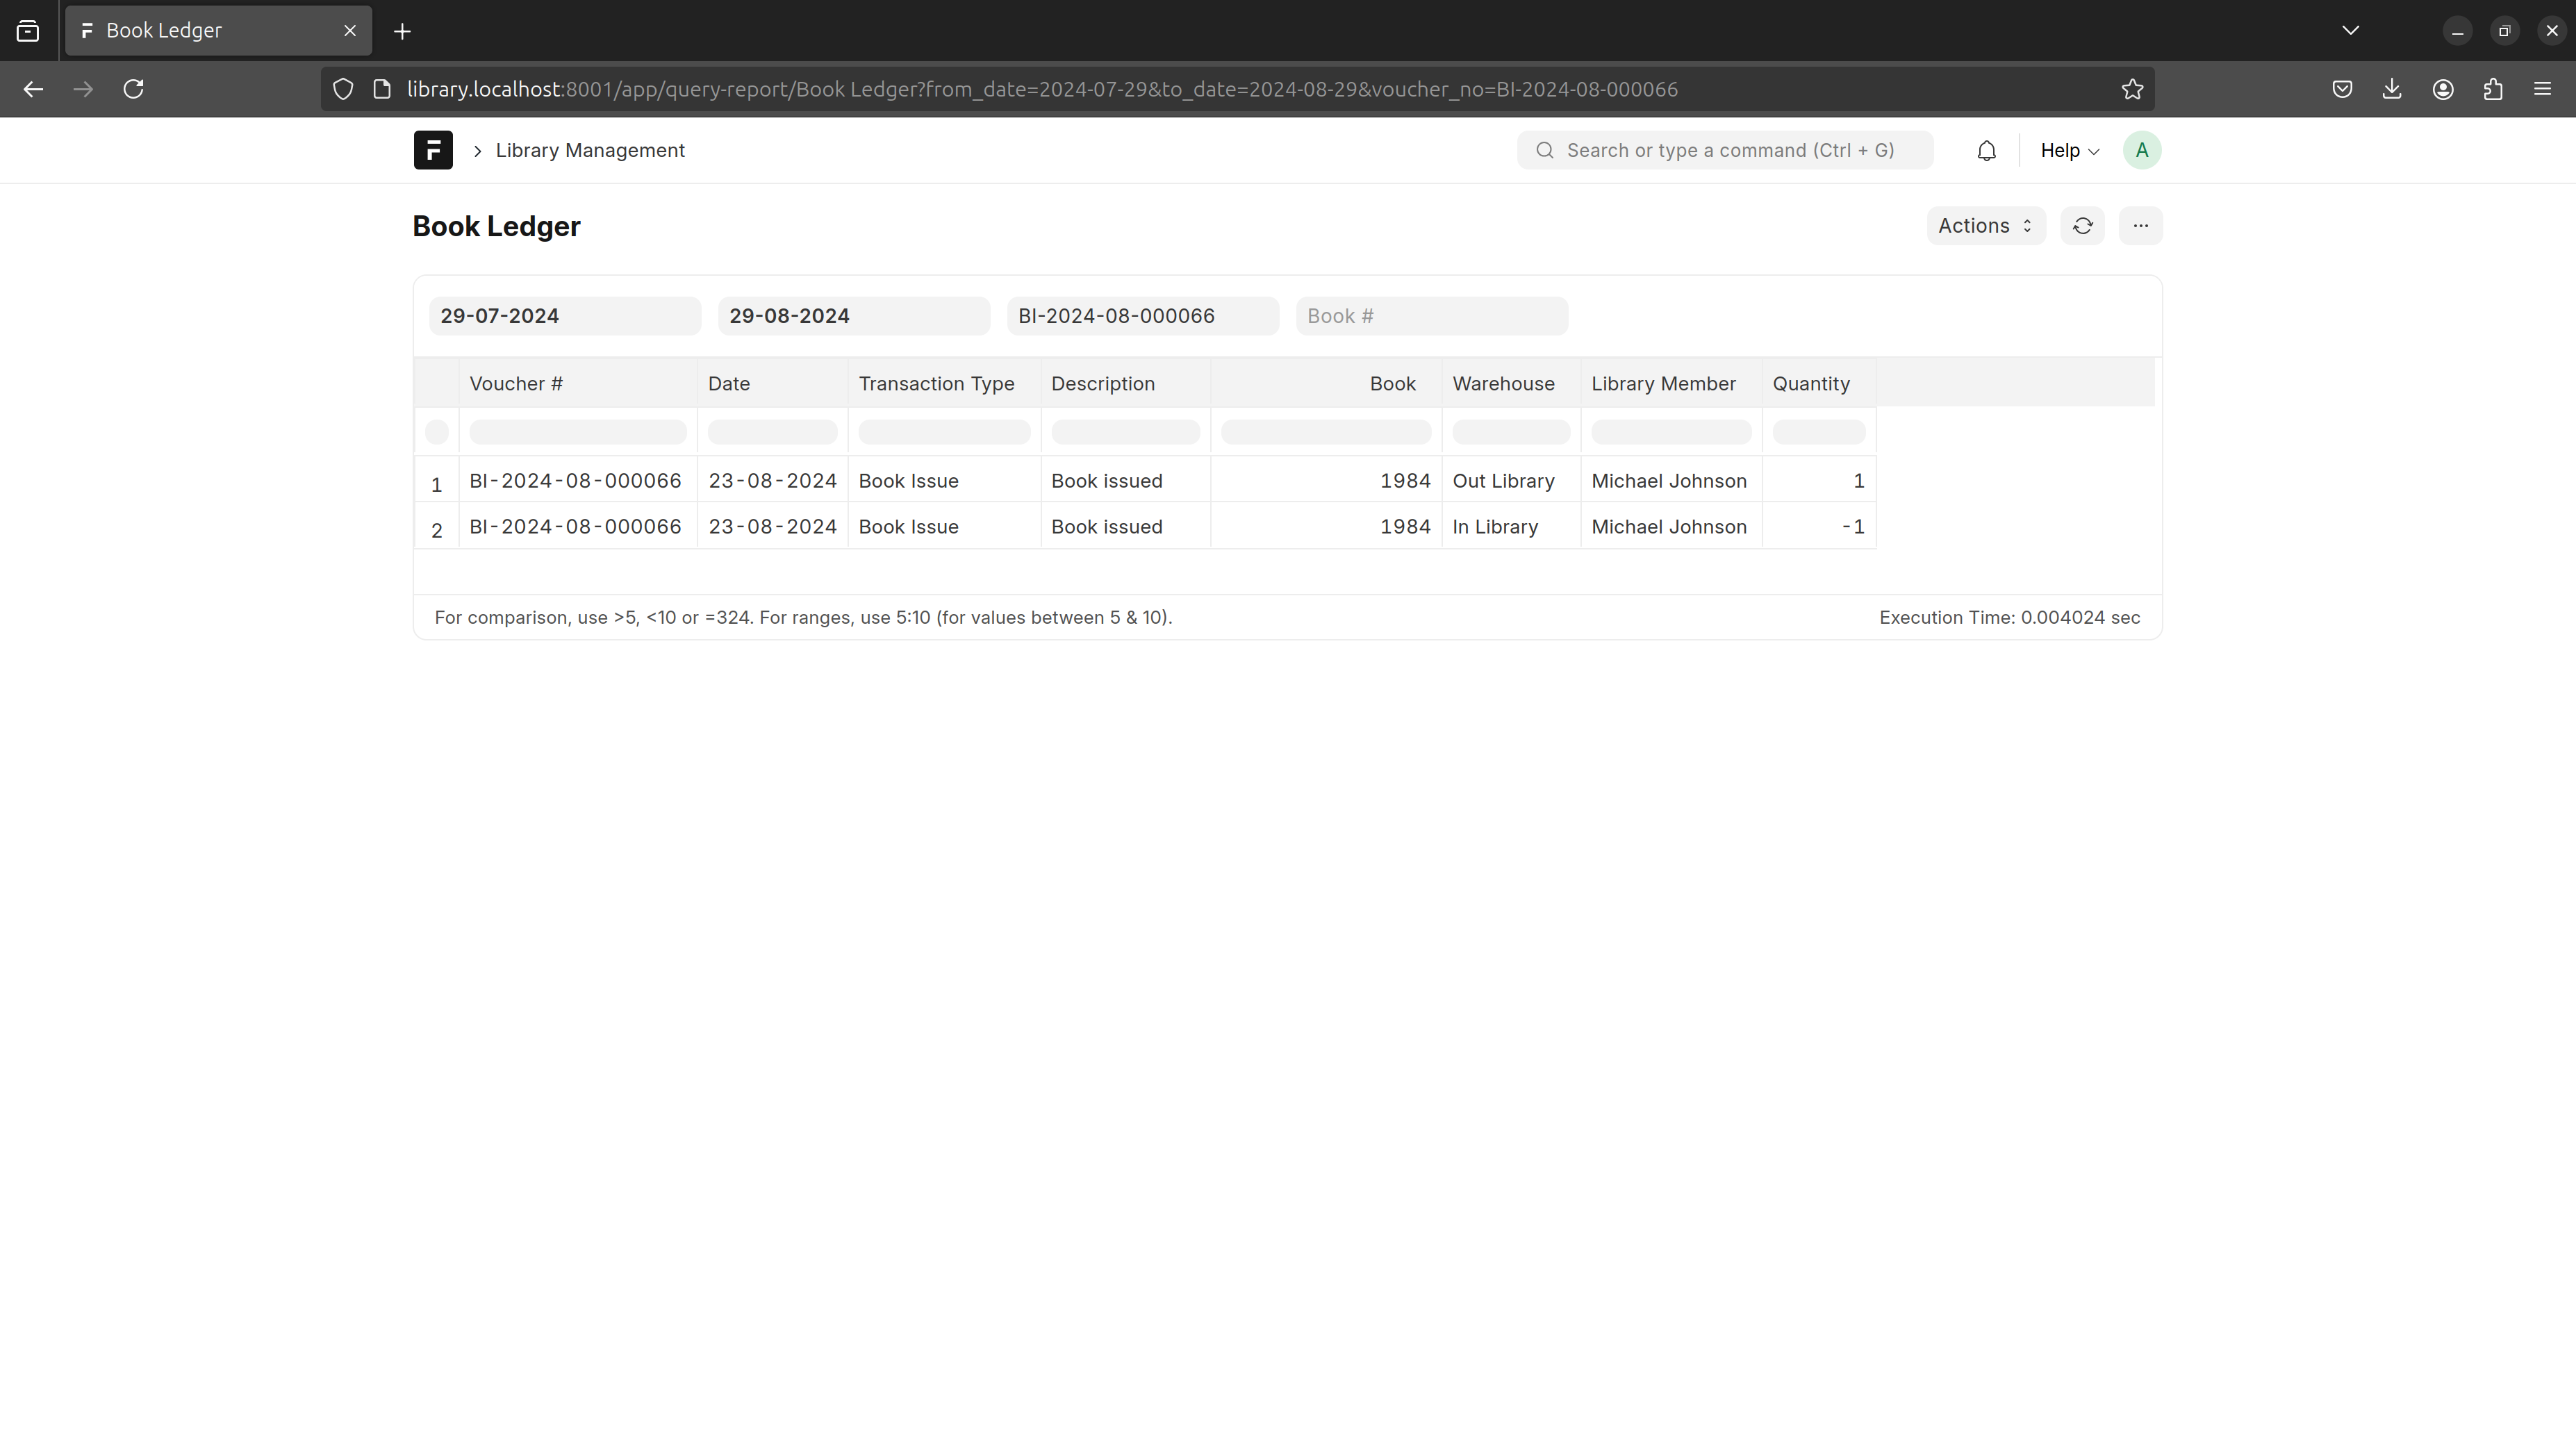 Book Ledger
library.localhost:8001/app/query-report/Book Ledger?from_date=2024-07-29&to_date=2024-08-29&voucher_no=BI-2024-08-000066
Library Management
Search or type a command (Ctrl + G)
Help
A
Book Ledger
Actions
29-07-2024 29-08-2024 BI-2024-08-000066 Book #
Voucher # Date Transaction Type Description Book Warehouse Library Member Quantity
1 BI-2024-08-000066 23-08-2024 Book Issue Book issued 1984 Out Library Michael Johnson 1
2 BI-2024-08-000066 23-08-2024 Book Issue Book issued 1984 In Library Michael Johnson -1
For comparison, use >5, <10 or =324. For ranges, use 5:10 (for values between 5 & 10). Execution Time: 0.004024 sec